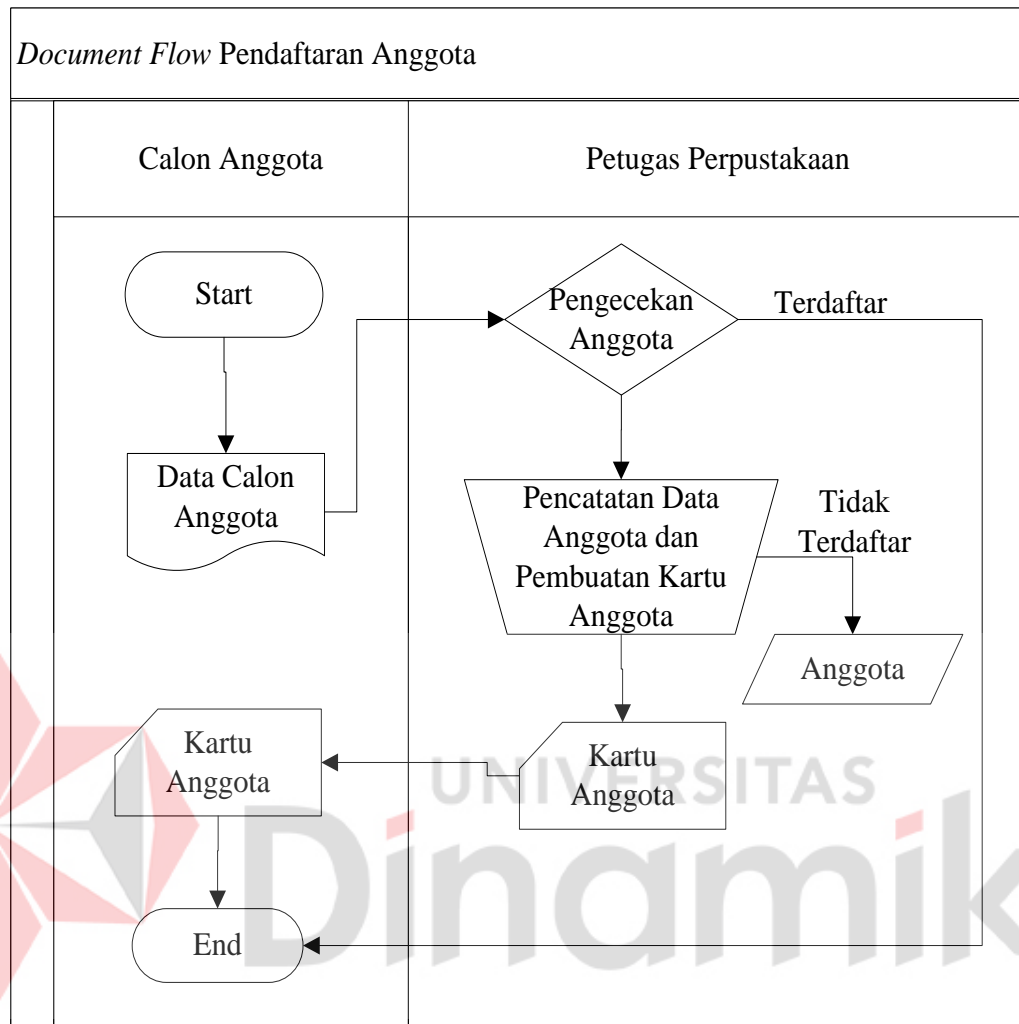 Document Flow Pendaftaran Anggota
Calon Anggota
Petugas Perpustakaan
Start
Pengecekan
Anggota
Terdaftar
Data Calon
Anggota
Pencatatan Data
Anggota dan
Pembuatan Kartu
Anggota
Tidak
Terdaftar
Anggota
Kartu
Anggota
Kartu
Anggota
End
UNIVERSITAS
Dinamik